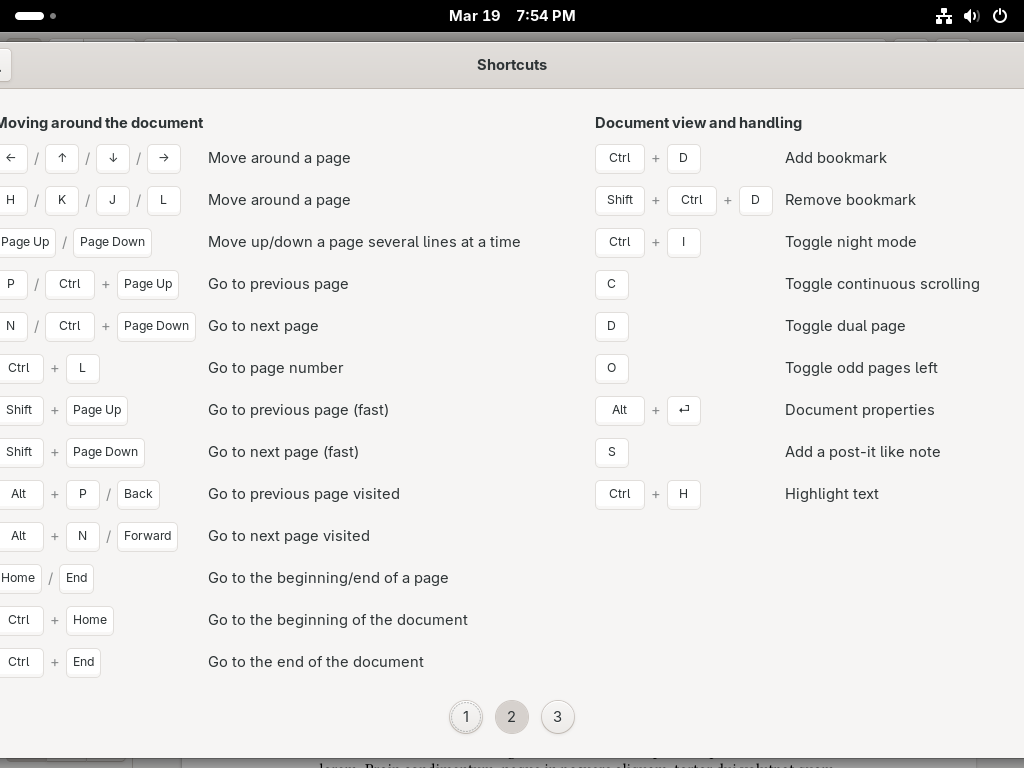 Mar 19 7:54 PM
Shortcuts
Moving around the document
← / ↑ / ↓ / → Move around a page
H / K / J / L Move around a page
Page Up / Page Down Move up/down a page several lines at a time
P / Ctrl + Page Up Go to previous page
N / Ctrl + Page Down Go to next page
Ctrl + L Go to page number
Shift + Page Up Go to previous page (fast)
Shift + Page Down Go to next page (fast)
Alt + P / Back Go to previous page visited
Alt + N / Forward Go to next page visited
Home / End Go to the beginning/end of a page
Ctrl + Home Go to the beginning of the document
Ctrl + End Go to the end of the document
Document view and handling
Ctrl + D Add bookmark
Shift + Ctrl + D Remove bookmark
Ctrl + I Toggle night mode
C Toggle continuous scrolling
D Toggle dual page
O Toggle odd pages left
Alt + ⏎ Document properties
S Add a post-it like note
Ctrl + H Highlight text
1 2 3